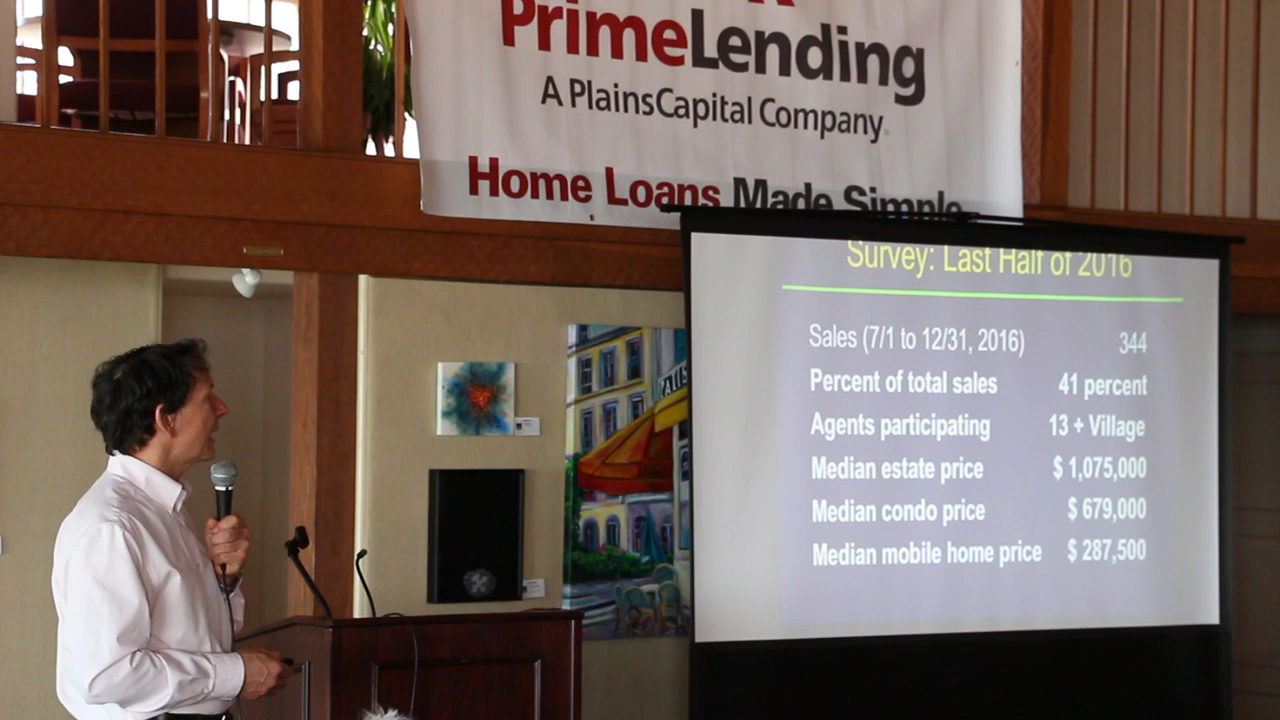 PrimeLending
A PlainsCapital Company
Home Loans Made Simple
Survey: Last Half of 2016
Sales (7/1 to 12/31, 2016) 344
Percent of total sales 41 percent
Agents participating 13 + Village
Median estate price $ 1,075,000
Median condo price $ 679,000
Median mobile home price $ 287,500